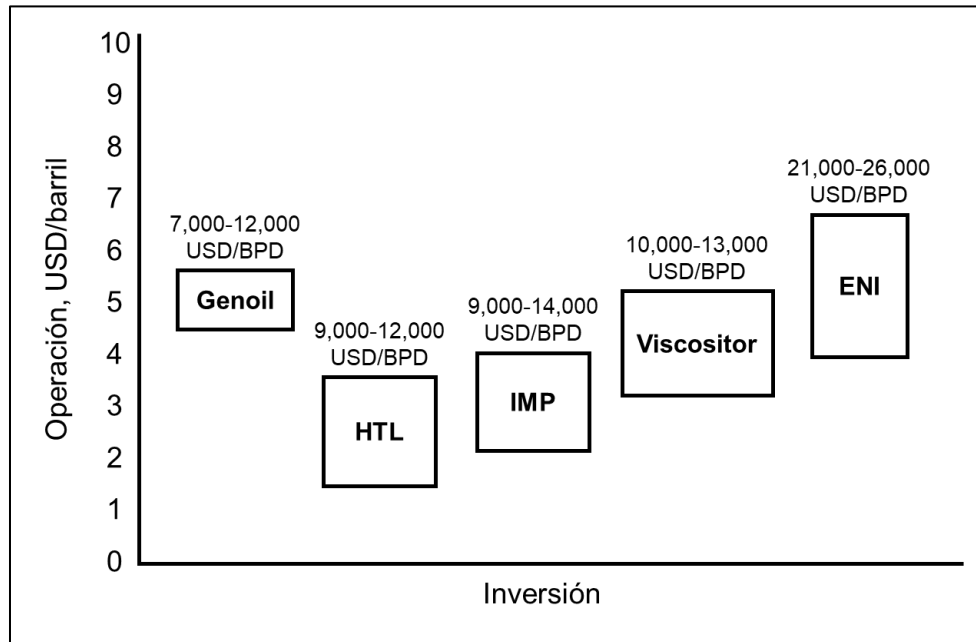 Operación, USD/barril
10
9
8
7
6
5
4
3
2
1
0
7,000-12,000
USD/BPD
Genoil
9,000-12,000
USD/BPD
HTL
9,000-14,000
USD/BPD
IMP
10,000-13,000
USD/BPD
Viscositor
21,000-26,000
USD/BPD
ENI
Inversión